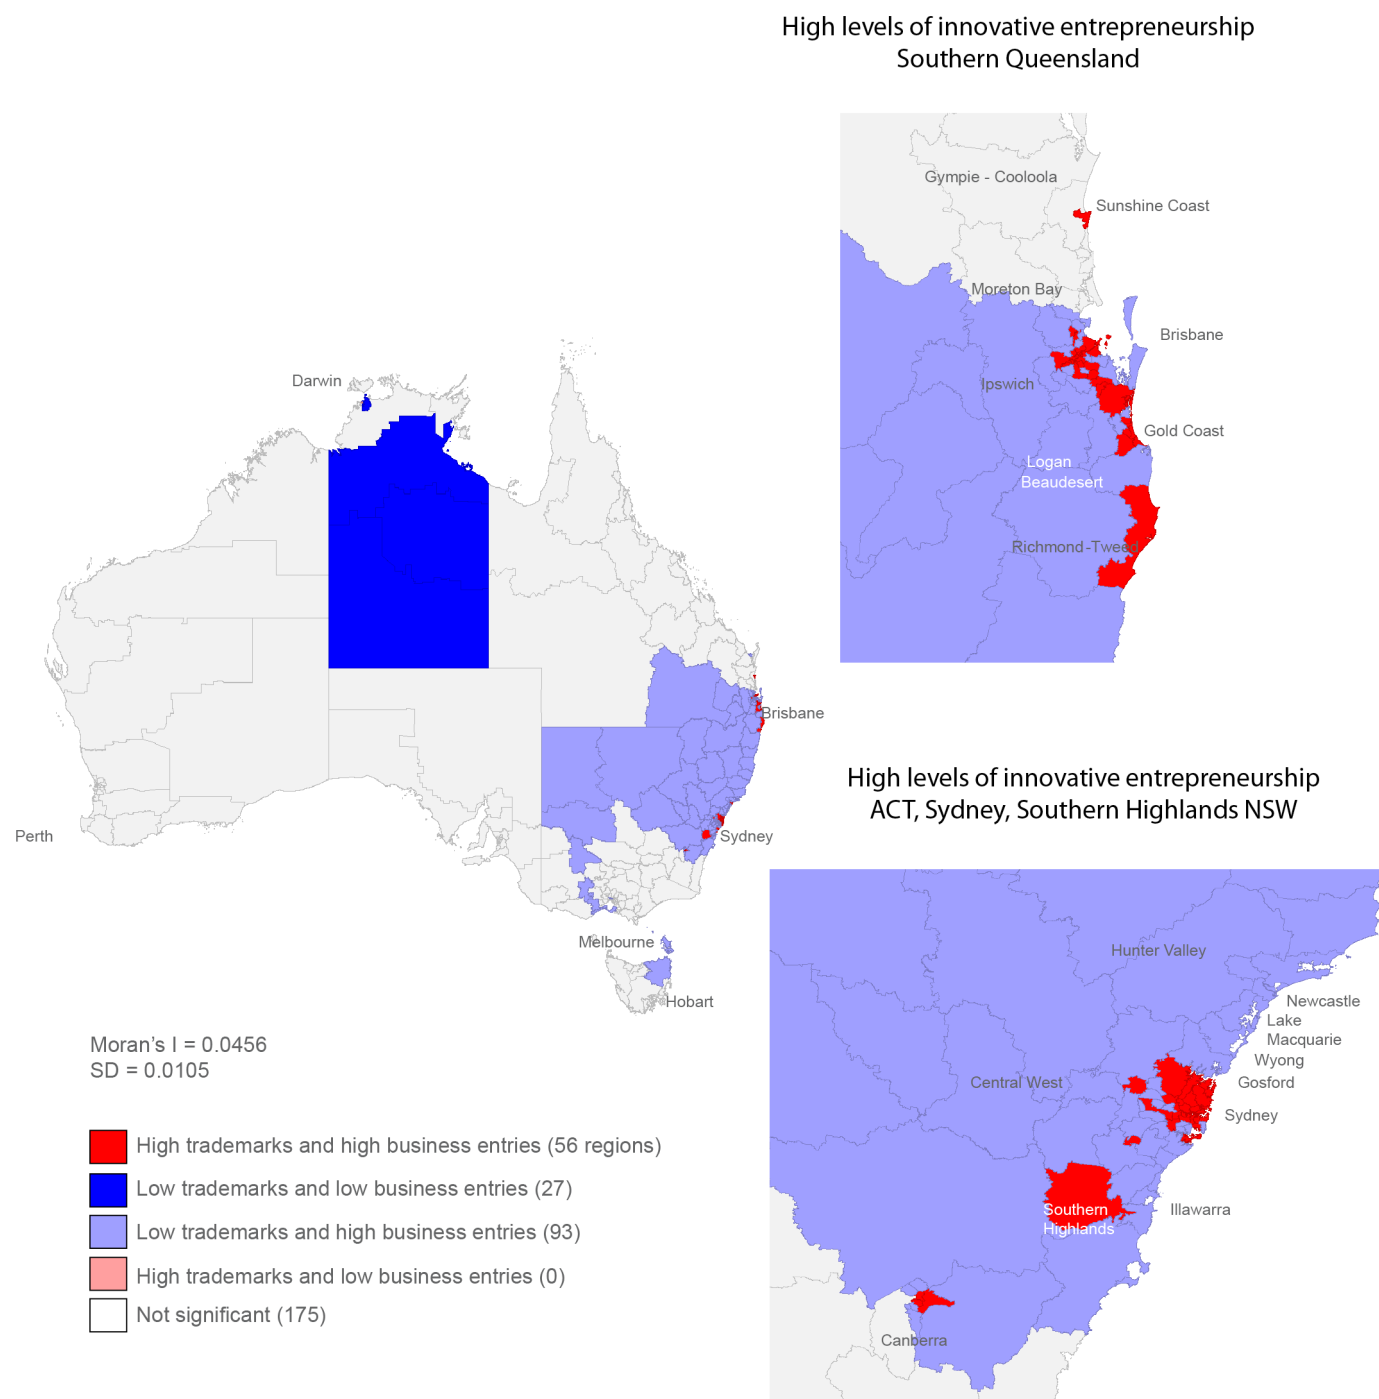 High levels of innovative entrepreneurship
Southern Queensland
Gympie - Cooloola
Sunshine Coast
Moreton Bay
Brisbane
Ipswich
Gold Coast
Logan
Beaudesert
Richmond-Tweed
Darwin
Brisbane
Perth
Sydney
Melbourne
Hobart
High levels of innovative entrepreneurship
ACT, Sydney, Southern Highlands NSW
Hunter Valley
Newcastle
Lake
Macquarie
Wyong
Central West
Gosford
Sydney
Southern
Highlands
Illawarra
Canberra
Moran’s I = 0.0456
SD = 0.0105
High trademarks and high business entries (56 regions)
Low trademarks and low business entries (27)
Low trademarks and high business entries (93)
High trademarks and low business entries (0)
Not significant (175)